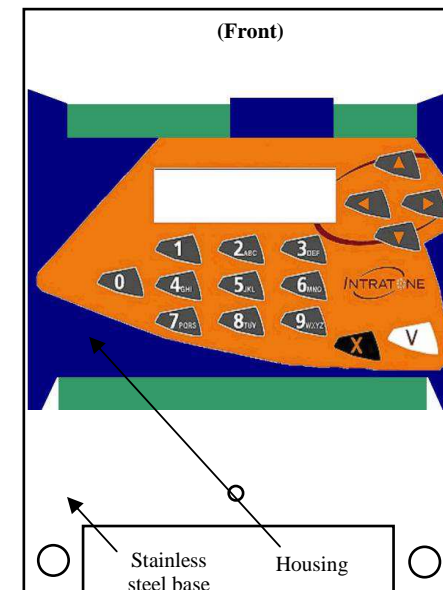 (Front)
1 2ABC 3DEF
0 4GHI 5JKL 6MNO
INTRATONE
7PQRS 8TUV 9WXYZ
X V
Stainless
steel base
Housing